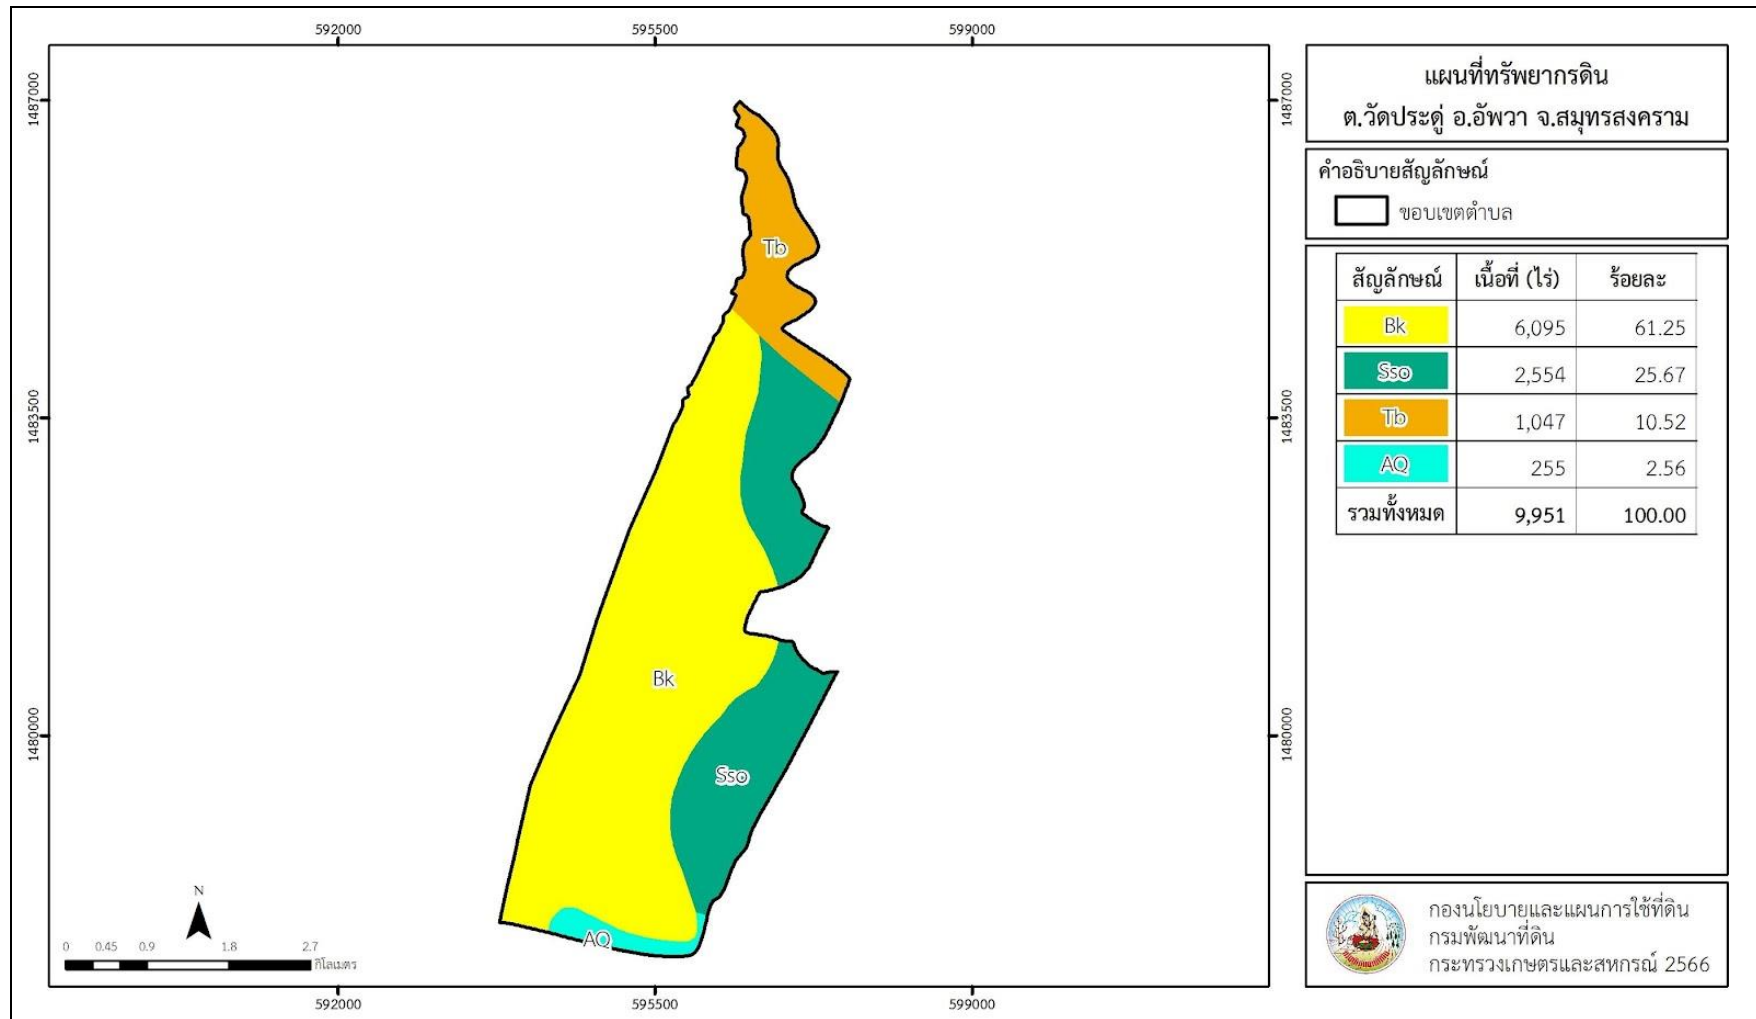 592000
595500
599000
1487000
1483500
1480000
1487000
1483500
1480000
Tb
Bk
Sso
AQ
N
0 0.45 0.9 1.8 2.7
กิโลเมตร
592000
595500
599000
แผนที่ทรัพยากรดิน
ต.วัดประดู่ อ.อัพวา จ.สมุทรสงคราม
คำอธิบายสัญลักษณ์
ขอบเขตตำบล
สัญลักษณ์ เนื้อที่ (ไร่) ร้อยละ
Bk 6,095 61.25
Sso 2,554 25.67
Tb 1,047 10.52
AQ 255 2.56
รวมทั้งหมด 9,951 100.00
กองนโยบายและแผนการใช้ที่ดิน
กรมพัฒนาที่ดิน
กระทรวงเกษตรและสหกรณ์ 2566